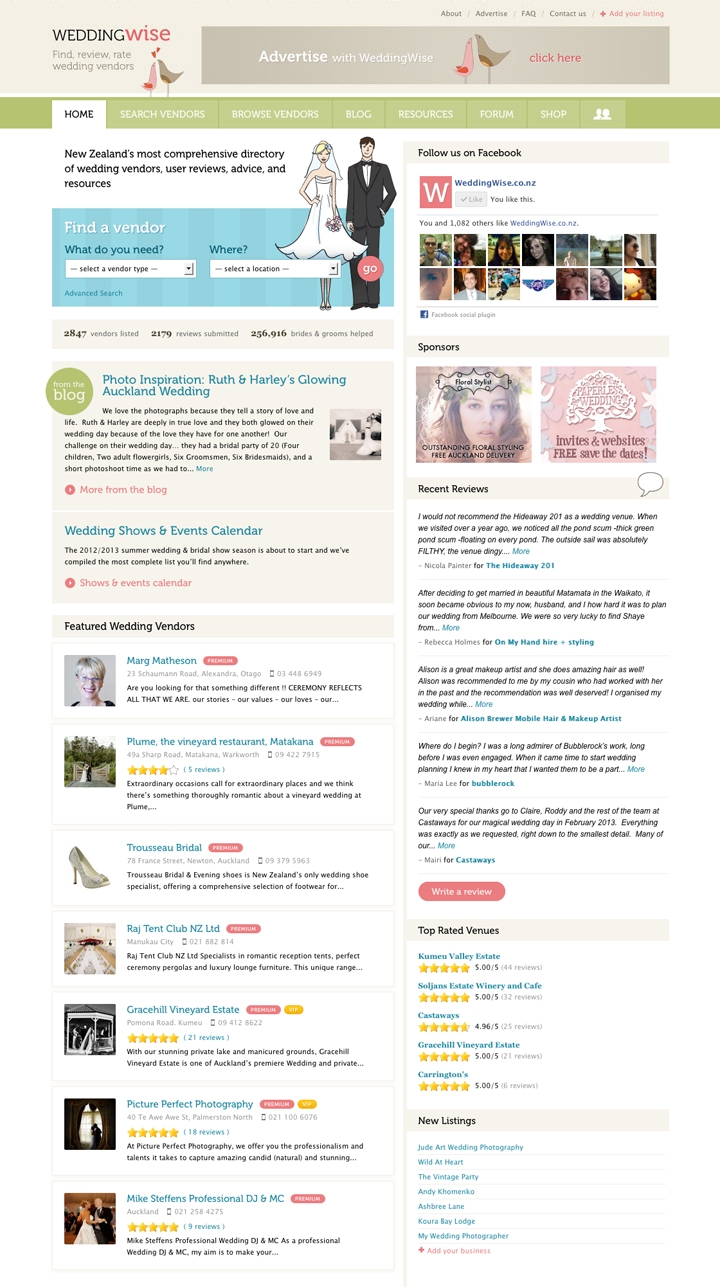 About / Advertise / FAQ / Contact us / + Add your listing
WEDDINGwise
Find, review, rate
wedding vendors
Advertise with WeddingWise
click here
HOME
SEARCH VENDORS
BROWSE VENDORS
BLOG
RESOURCES
FORUM
SHOP
New Zealand's most comprehensive directory
of wedding vendors, user reviews, advice, and
resources
Find a vendor
What do you need?
Where?
— select a vendor type —
— select a location —
go
Advanced Search
2847 vendors listed 2179 reviews submitted 256,916 brides & grooms helped
from the
blog
Photo Inspiration: Ruth & Harley's Glowing
Auckland Wedding
We love the photographs because they tell a story of love and
life. Ruth & Harley are deeply in true love and they both glowed on their
wedding day because of the love they have for one another! Our
challenge on their wedding day... they had a bridal party of 20 (Four
children, Two adult flowergirls, Six Groomsmen, Six Bridesmaids), and a
short photoshoot time as we had to... More
More from the blog
Wedding Shows & Events Calendar
The 2012/2013 summer wedding & bridal show season is about to start and we've
compiled the most complete list you'll find anywhere.
Shows & events calendar
Featured Wedding Vendors
Marg Matheson PREMIUM
23 Schaumann Road, Alexandra, Otago 03 448 6949
Are you looking for that something different !! CEREMONY REFLECTS
ALL THAT WE ARE. our stories – our values – our loves – our...
Plume, the vineyard restaurant, Matakana PREMIUM
49a Sharp Road, Matakana, Warkworth 09 422 7915
( 5 reviews )
Extraordinary occasions call for extraordinary places and we think
there's something thoroughly romantic about a vineyard wedding at
Plume,...
Trousseau Bridal PREMIUM
78 France Street, Newton, Auckland 09 379 5963
Trousseau Bridal & Evening shoes is New Zealand's only wedding shoe
specialist, offering a comprehensive selection of footwear for...
Raj Tent Club NZ Ltd PREMIUM
Manukau City 021 882 814
Raj Tent Club NZ Ltd Specialists in romantic reception tents, perfect
ceremony pergolas and luxury lounge furniture. This unique range...
Gracehill Vineyard Estate PREMIUM VIP
Pomona Road. Kumeu 09 412 8622
( 21 reviews )
With our stunning private lake and manicured grounds, Gracehill
Vineyard Estate is one of Auckland's premiere Wedding and private...
Picture Perfect Photography PREMIUM VIP
40 Te Awe Awe St, Palmerston North 021 100 6076
( 18 reviews )
At Picture Perfect Photography, we offer you the professionalism and
talents it takes to capture amazing candid (natural) and stunning...
Mike Steffens Professional DJ & MC PREMIUM
Auckland 021 258 4275
( 9 reviews )
Mike Steffens Professional Wedding DJ & MC As a professional
Wedding DJ & MC, my aim is to make your...
Follow us on Facebook
W
WeddingWise.co.nz
Like You like this.
You and 1,082 others like WeddingWise.co.nz.
Facebook social plugin
Sponsors
Floral Stylist
OUTSTANDING FLORAL STYLING
FREE AUCKLAND DELIVERY
PAPERLESS
WEDDING
invites & websites
FREE save the dates!
Recent Reviews
I would not recommend the Hideaway 201 as a wedding venue. When
we visited over a year ago, we noticed all the pond scum -thick green
pond scum -floating on every pond. The outside sail was absolutely
FILTHY, the venue dingy.... More
– Nicola Painter for The Hideaway 201
After deciding to get married in beautiful Matamata in the Waikato, it
soon became obvious to my now, husband, and I how hard it was to plan
our wedding from Melbourne. We were so very lucky to find Shaye
from... More
– Rebecca Holmes for On My Hand hire + styling
Alison is a great makeup artist and she does amazing hair as well!
Alison was recommended to me by my cousin who had worked with her
in the past and the recommendation was well deserved! I organised my
wedding while... More
– Ariane for Alison Brewer Mobile Hair & Makeup Artist
Where do I begin? I was a long admirer of Bubblerock's work, long
before I was even engaged. When it came time to start wedding
planning I knew in my heart that I wanted them to be a part... More
– Maria Lee for bubblerock
Our very special thanks go to Claire, Roddy and the rest of the team at
Castaways for our magical wedding day in February 2013. Everything
was exactly as we requested, right down to the smallest detail. Many of
our... More
– Mairi for Castaways
Write a review
Top Rated Venues
Kumeu Valley Estate
5.00/5 (44 reviews)
Soljans Estate Winery and Cafe
5.00/5 (32 reviews)
Castaways
4.96/5 (25 reviews)
Gracehill Vineyard Estate
5.00/5 (21 reviews)
Carrington's
5.00/5 (6 reviews)
New Listings
Jude Art Wedding Photography
Wild At Heart
The Vintage Party
Andy Khomenko
Ashbree Lane
Koura Bay Lodge
My Wedding Photographer
+ Add your business